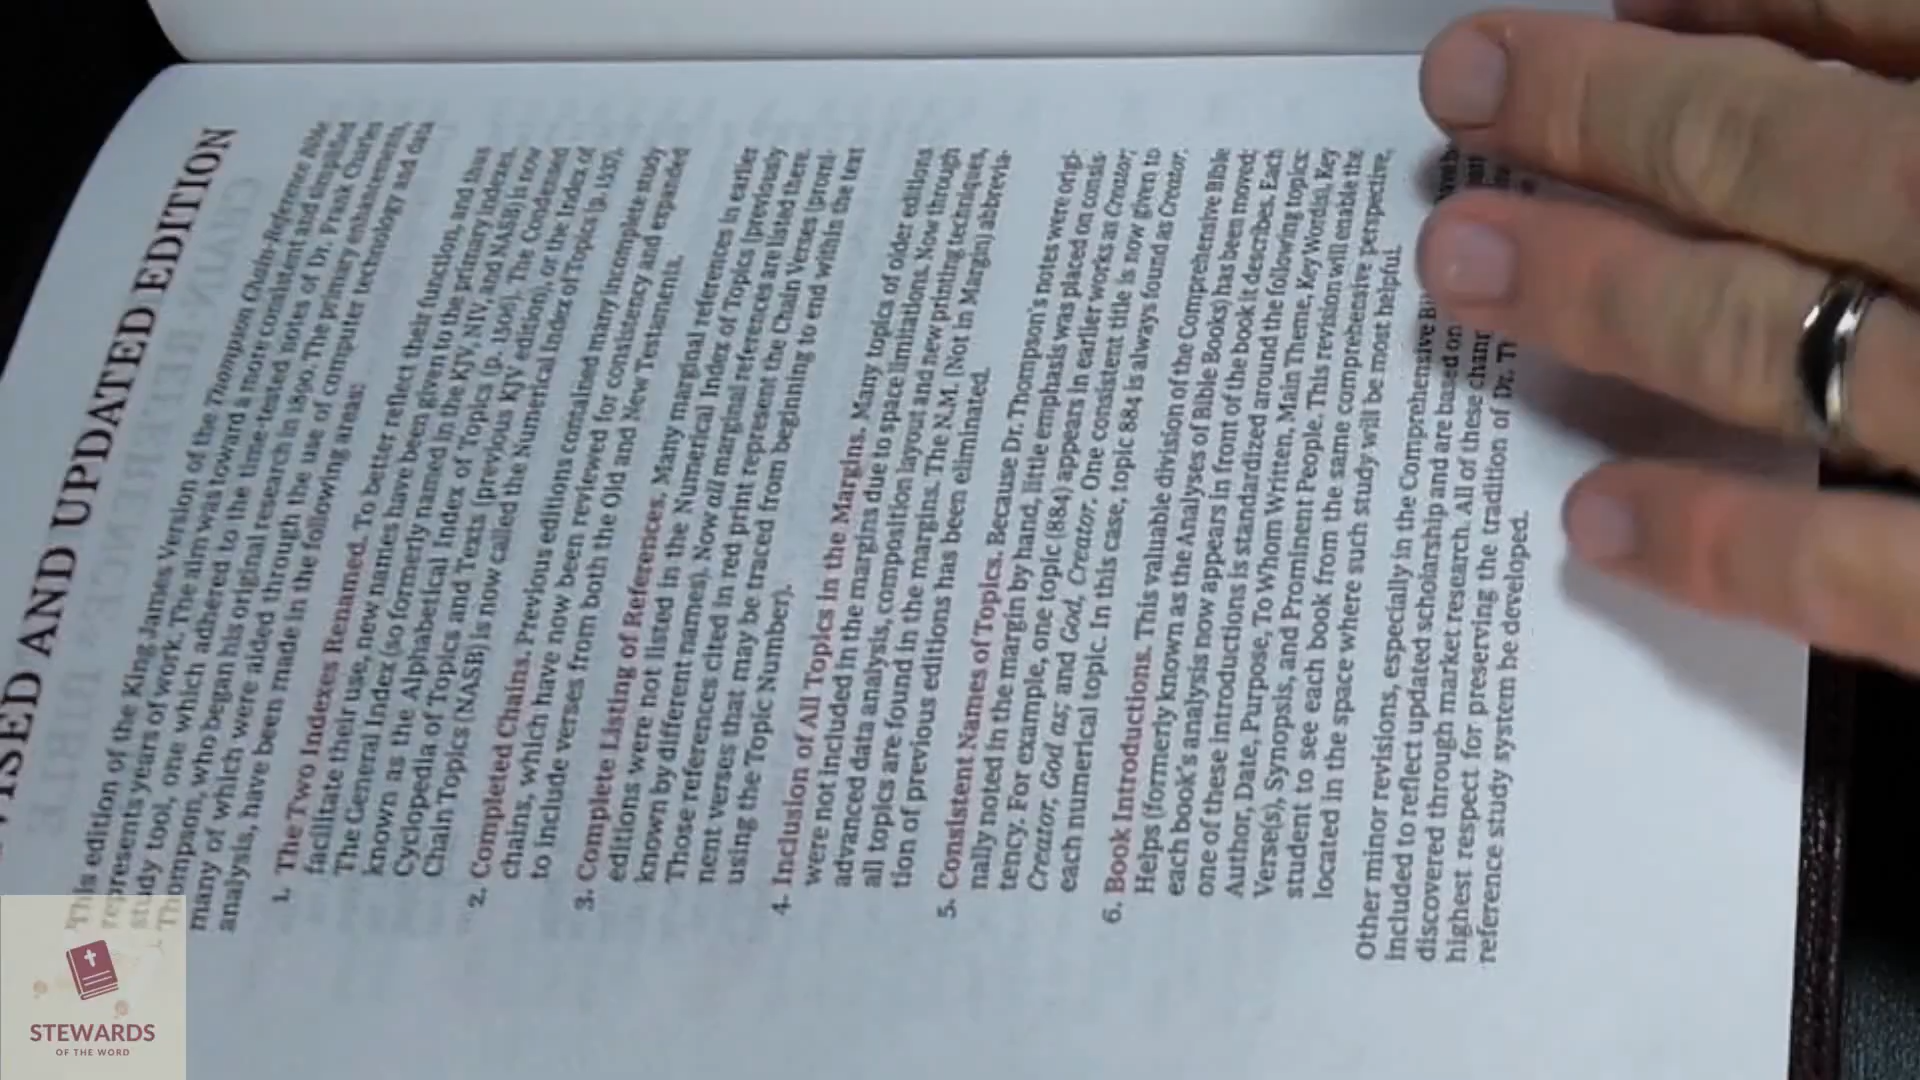 VISED AND UPDATED EDITION
This edition of the King James Version of the Thompson Chain-Reference Bible
represents years of work. The aim was toward a more consistent and simplified
study tool, one which adhered to the time-tested notes of Dr. Frank Charles
Thompson, who began his original research in 1890. The primary enhancements,
many of which were aided through the use of computer technology and data
analysis, have been made in the following areas:
1. The Two Indexes Renamed. To better reflect their function, and thus
facilitate their use, new names have been given to the primary indexes.
The General Index (so formerly named in the KJV, NIV, and NASB) is now
known as the Alphabetical Index of Topics (p. 1306). The Condensed
Cyclopedia of Topics and Texts (previous KJV edition), or the Index of
Chain Topics (NASB) is now called the Numerical Index of Topics (p.
2. Completed Chains. Previous editions contained many incomplete study
chains, which have now been reviewed for consistency and expanded
to include verses from both the Old and New Testaments.
3. Complete Listing of References. Many marginal references in earlier
editions were not listed in the Numerical Index of Topics (previously
known by different names). Now all marginal references are listed there.
Those references cited in red print represent the Chain Verses (promi-
nent verses that may be traced from beginning to end within the text
using the Topic Number).
4. Inclusion of All Topics in the Margins. Many topics of older editions
were not included in the margins due to space limitations. Now through
advanced data analysis, composition layout and new printing techniques,
all topics are found in the margins. The N.M. (Not in Margin) abbrevia-
tion of previous editions has been eliminated.
5. Consistent Names of Topics. Because Dr. Thompson's notes were origi-
nally noted in the margin by hand, little emphasis was placed on consis-
tency. For example, one topic (884) appears in earlier works as Creator;
Creator, God as; and God, Creator. One consistent title is now given to
each numerical topic. In this case, topic 884 is always found as Creator.
6. Book Introductions. This valuable division of the Comprehensive Bible
Helps (formerly known as the Analyses of Bible Books) has been moved;
each book's analysis now appears in front of the book it describes. Each
one of these introductions is standardized around the following topics:
Author, Date, Purpose, To Whom Written, Main Theme, Key Word(s), Key
Verse(s), Synopsis, and Prominent People. This revision will enable the
student to see each book from the same comprehensive perspective,
located in the space where such study will be most helpful.
Other minor revisions, especially in the Comprehensive Bi
included to reflect updated scholarship and are based on
discovered through market research. All of these chang
highest respect for preserving the tradition of Dr. Th
reference study system he developed.
STEWARDS
OF THE WORD